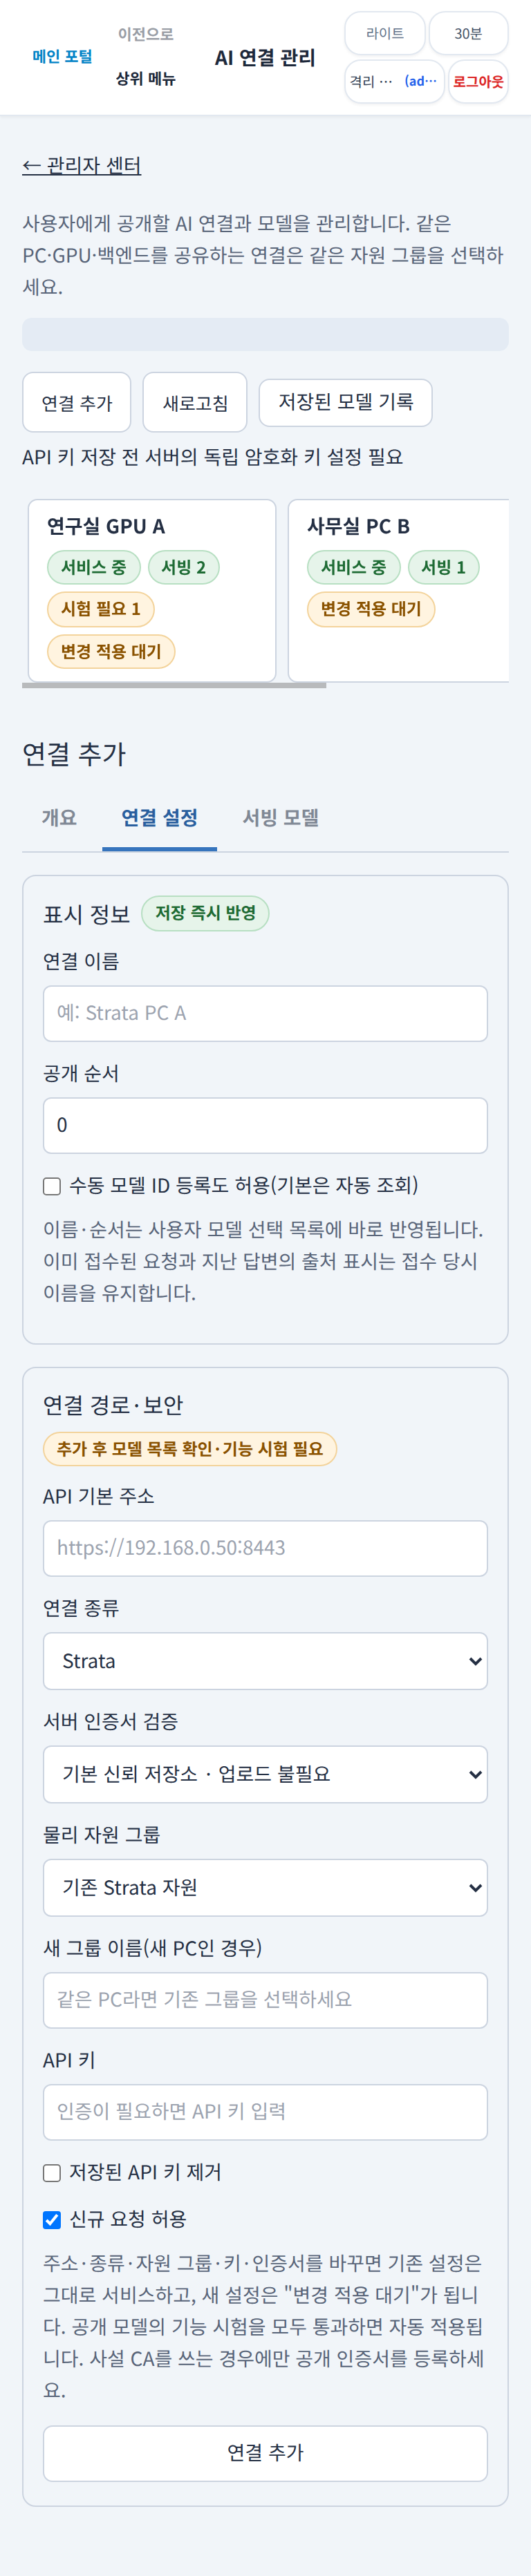 메인 포털
이전으로
상위 메뉴
AI 연결 관리
라이트
30분
격리 … (ad…
로그아웃
← 관리자 센터
사용자에게 공개할 AI 연결과 모델을 관리합니다. 같은
PC·GPU·백엔드를 공유하는 연결은 같은 자원 그룹을 선택하
세요.
연결 추가
새로고침
저장된 모델 기록
API 키 저장 전 서버의 독립 암호화 키 설정 필요
연구실 GPU A
서비스 중
서빙 2
시험 필요 1
변경 적용 대기
사무실 PC B
서비스 중
서빙 1
변경 적용 대기
연결 추가
개요
연결 설정
서빙 모델
표시 정보
저장 즉시 반영
연결 이름
예: Strata PC A
공개 순서
0
수동 모델 ID 등록도 허용(기본은 자동 조회)
이름·순서는 사용자 모델 선택 목록에 바로 반영됩니다.
이미 접수된 요청과 지난 답변의 출처 표시는 접수 당시
이름을 유지합니다.
연결 경로·보안
추가 후 모델 목록 확인·기능 시험 필요
API 기본 주소
https://192.168.0.50:8443
연결 종류
Strata
서버 인증서 검증
기본 신뢰 저장소 · 업로드 불필요
물리 자원 그룹
기존 Strata 자원
새 그룹 이름(새 PC인 경우)
같은 PC라면 기존 그룹을 선택하세요
API 키
인증이 필요하면 API 키 입력
저장된 API 키 제거
신규 요청 허용
주소·종류·자원 그룹·키·인증서를 바꾸면 기존 설정은
그대로 서비스하고, 새 설정은 "변경 적용 대기"가 됩니
다. 공개 모델의 기능 시험을 모두 통과하면 자동 적용됩
니다. 사설 CA를 쓰는 경우에만 공개 인증서를 등록하세
요.
연결 추가